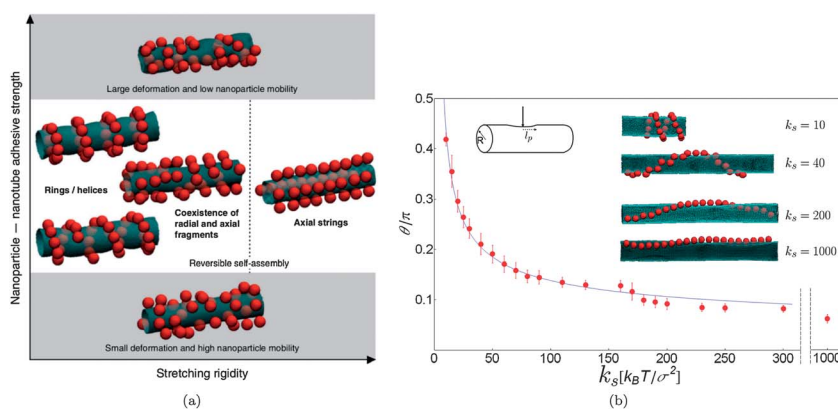 (a)
Large deformation and low nanoparticle mobility
Rings / helices
Coexistence of
radial and axial
fragments
Axial strings
Reversible self-assembly
Small deformation and high nanoparticle mobility
Nanoparticle — nanotube adhesive strength
Stretching rigidity
(a)
(b)
0.5
0.4
0.3
0.2
0.1
θ/π
R
l_p
k_s = 10
k_s = 40
k_s = 200
k_s = 1000
0 50 100 150 200 250 300 1000
k_s[k_BT/σ²]
(b)